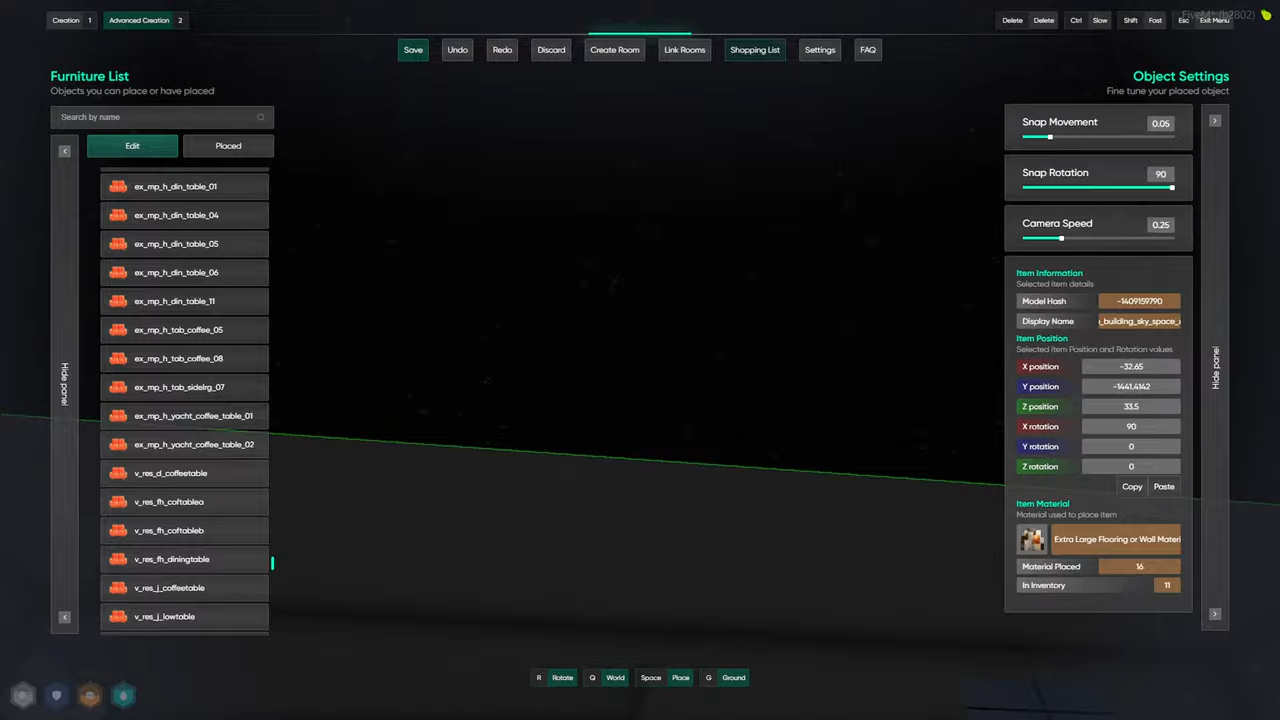 Creation 1 Advanced Creation 2
Delete Delete Ctrl Slow Shift Fast Esc Exit Menu
FiveM* (b2802)
Save Undo Redo Discard Create Room Link Rooms Shopping List Settings FAQ
Furniture List
Objects you can place or have placed
Search by name
Edit Placed
Hide panel
ex_mp_h_din_table_01
ex_mp_h_din_table_04
ex_mp_h_din_table_05
ex_mp_h_din_table_06
ex_mp_h_din_table_11
ex_mp_h_tab_coffee_05
ex_mp_h_tab_coffee_08
ex_mp_h_tab_sidelrg_07
ex_mp_h_yacht_coffee_table_01
ex_mp_h_yacht_coffee_table_02
v_res_d_coffeetable
v_res_fh_coftablea
v_res_fh_coftableb
v_res_fh_diningtable
v_res_j_coffeetable
v_res_j_lowtable
Object Settings
Fine tune your placed object
Snap Movement 0.05
Snap Rotation 90
Camera Speed 0.25
Item Information
Selected item details
Model Hash -1409159790
Display Name _building_sky_space_
Item Position
Selected Item Position and Rotation values
X position -32.65
Y position -1441.4142
Z position 33.5
X rotation 90
Y rotation 0
Z rotation 0
Copy Paste
Item Material
Material used to place item
Extra Large Flooring or Wall Materi
Material Placed 16
In Inventory 11
Hide panel
R Rotate Q World Space Place G Ground